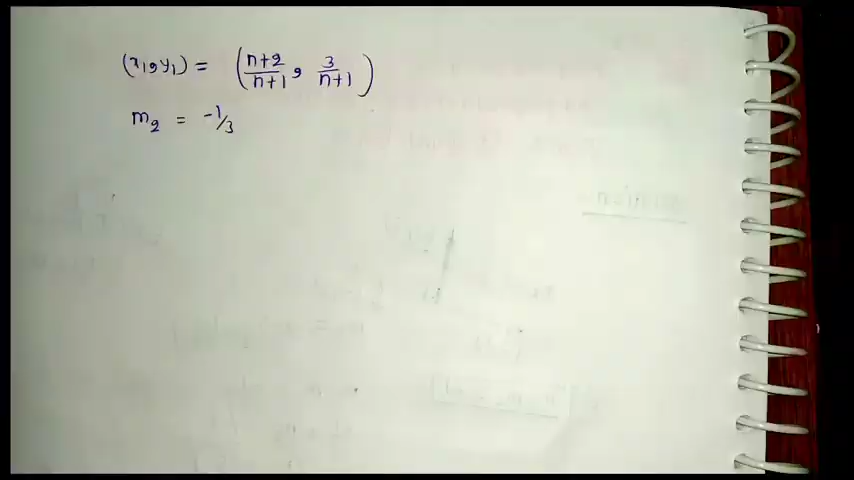 (x₁, y₁) = (n+2/n+1, 3/n+1)
m₂ = -1/3